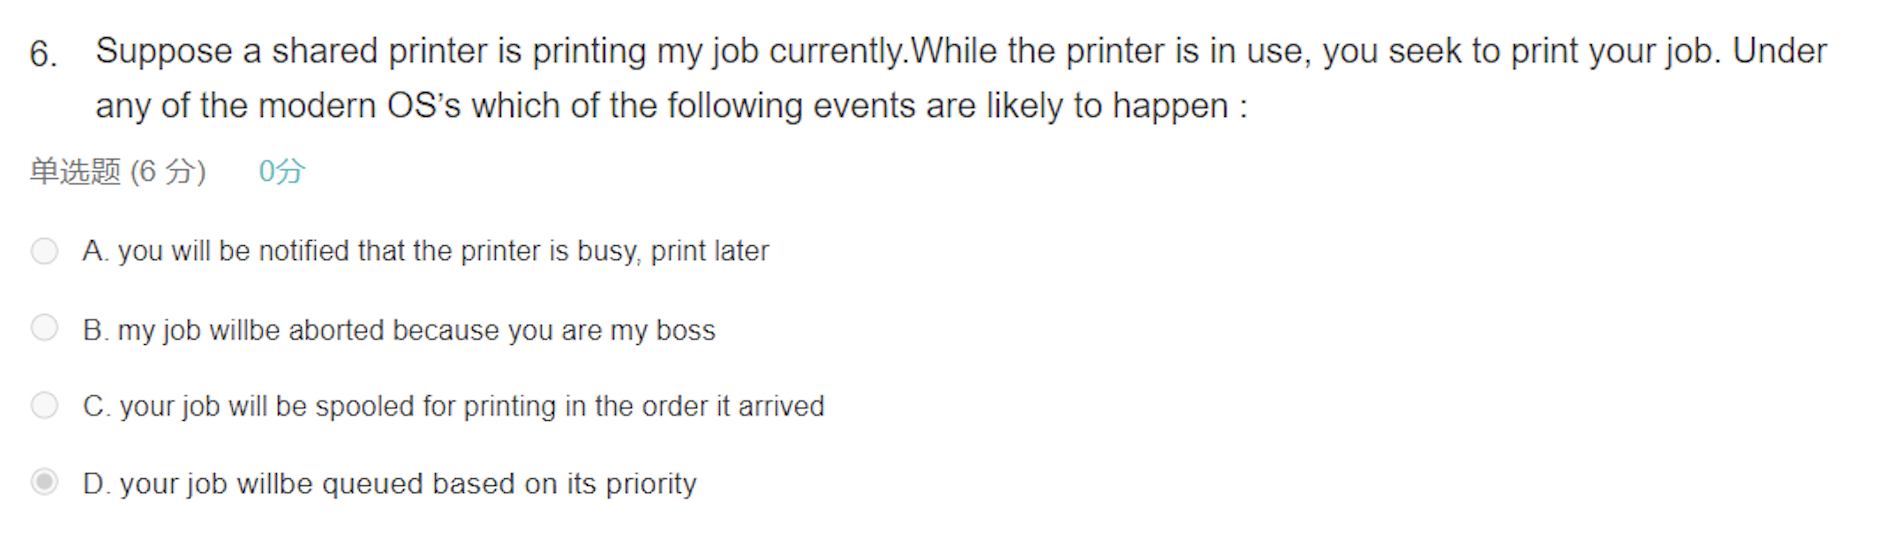 6. Suppose a shared printer is printing my job currently.While the printer is in use, you seek to print your job. Under
any of the modern OS’s which of the following events are likely to happen :
单选题 (6 分) 0分
A. you will be notified that the printer is busy, print later
B. my job willbe aborted because you are my boss
C. your job will be spooled for printing in the order it arrived
D. your job willbe queued based on its priority